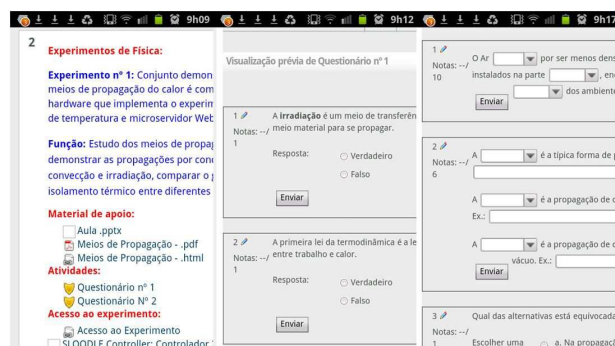 9h09
2
Experimentos de Física:
Experimento nº 1: Conjunto demon
meios de propagação do calor é com
hardware que implementa o experim
de temperatura e microservidor Web
Função: Estudo dos meios de propag
demonstrar as propagações por cond
convecção e irradiação, comparar o g
isolamento térmico entre diferentes
Material de apoio:
Aula .pptx
Meios de Propagação - .pdf
Meios de Propagação - .html
Atividades:
Questionário nº 1
Questionário Nº 2
Acesso ao experimento:
Acesso ao Experimento
SLOODLE Controller: Controlador
9h12
Visualização prévia de Questionário nº 1
1
Notas: --/
1
A irradiação é um meio de transferên
meio material para se propagar.
Resposta:
Verdadeiro
Falso
Enviar
2
Notas: --/
1
A primeira lei da termodinâmica é a le
entre trabalho e calor.
Resposta:
Verdadeiro
Falso
Enviar
9h17
1
Notas: --/
10
O Ar por ser menos dens
instalados na parte , en
dos ambiente
Enviar
2
Notas: --/
6
A é a típica forma de p
A é a propagação de c
Ex.:
A é a propagação de c
vácuo. Ex.:
Enviar
3
Notas: --/
1
Qual das alternativas está equivocada
Escolher uma
a. Na propagaç